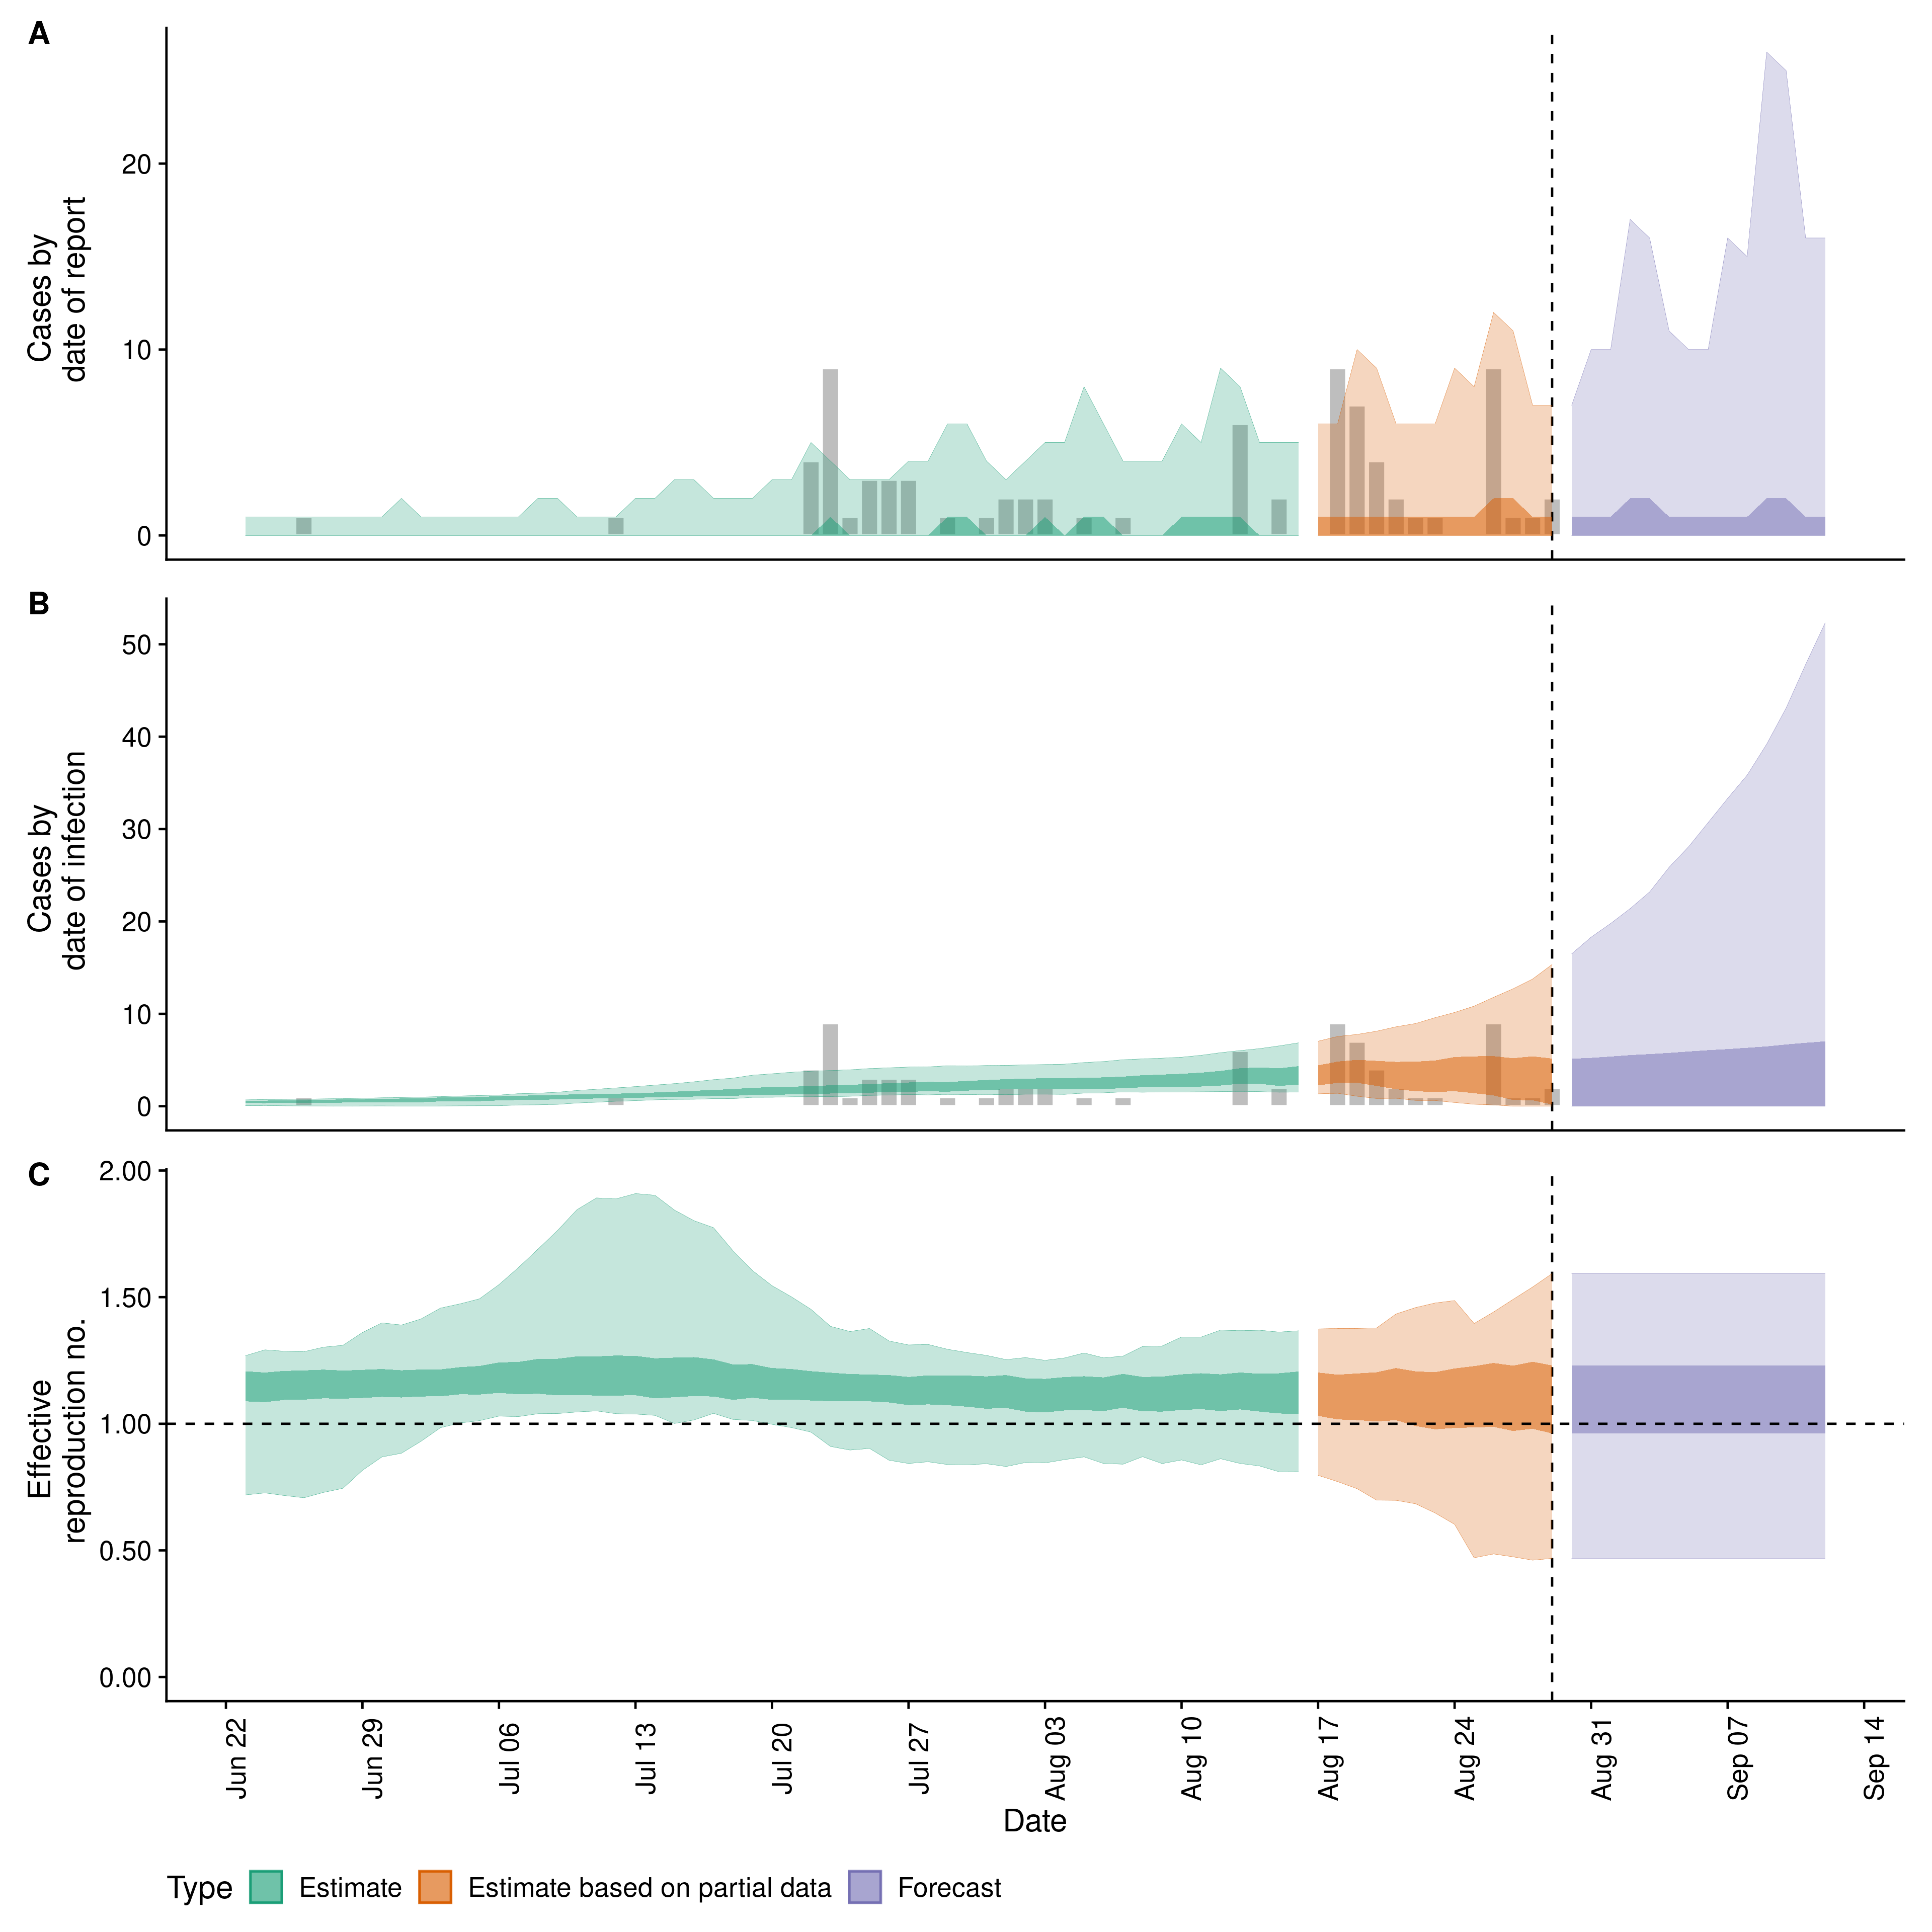 A
Cases by
date of report
20
10
0
B
Cases by
date of infection
50
40
30
20
10
0
C
Effective
reproduction no.
2.00
1.50
1.00
0.50
0.00
Jun 22
Jun 29
Jul 06
Jul 13
Jul 20
Jul 27
Aug 03
Aug 10
Aug 17
Aug 24
Aug 31
Sep 07
Sep 14
Date
Type Estimate Estimate based on partial data Forecast